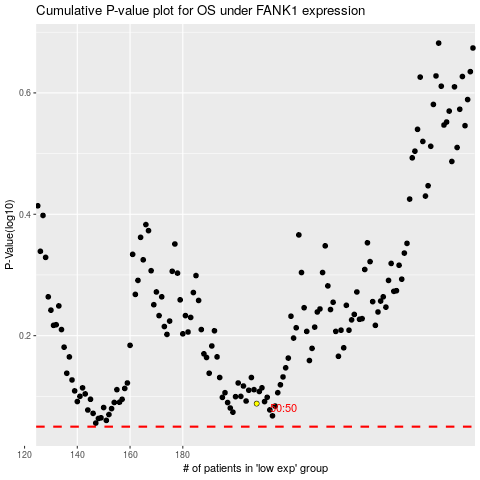 Cumulative P-value plot for OS under FANK1 expression
P-Value(log10)
0.6
0.4
0.2
50:50
120
140
160
180
# of patients in 'low exp' group